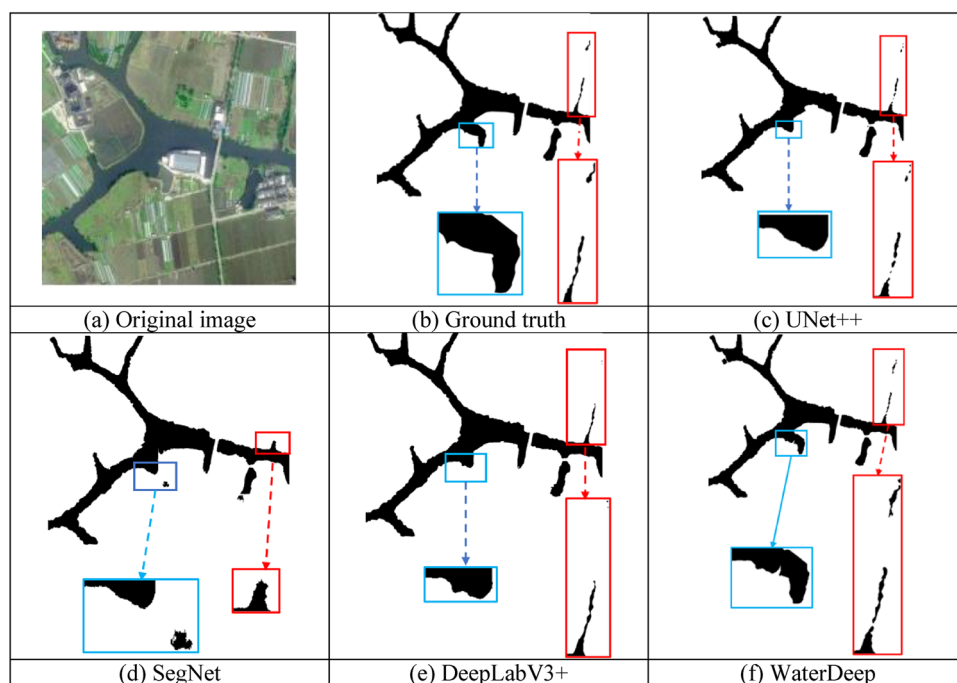 (a) Original image
(b) Ground truth
(c) UNet++
(d) SegNet
(e) DeepLabV3+
(f) WaterDeep